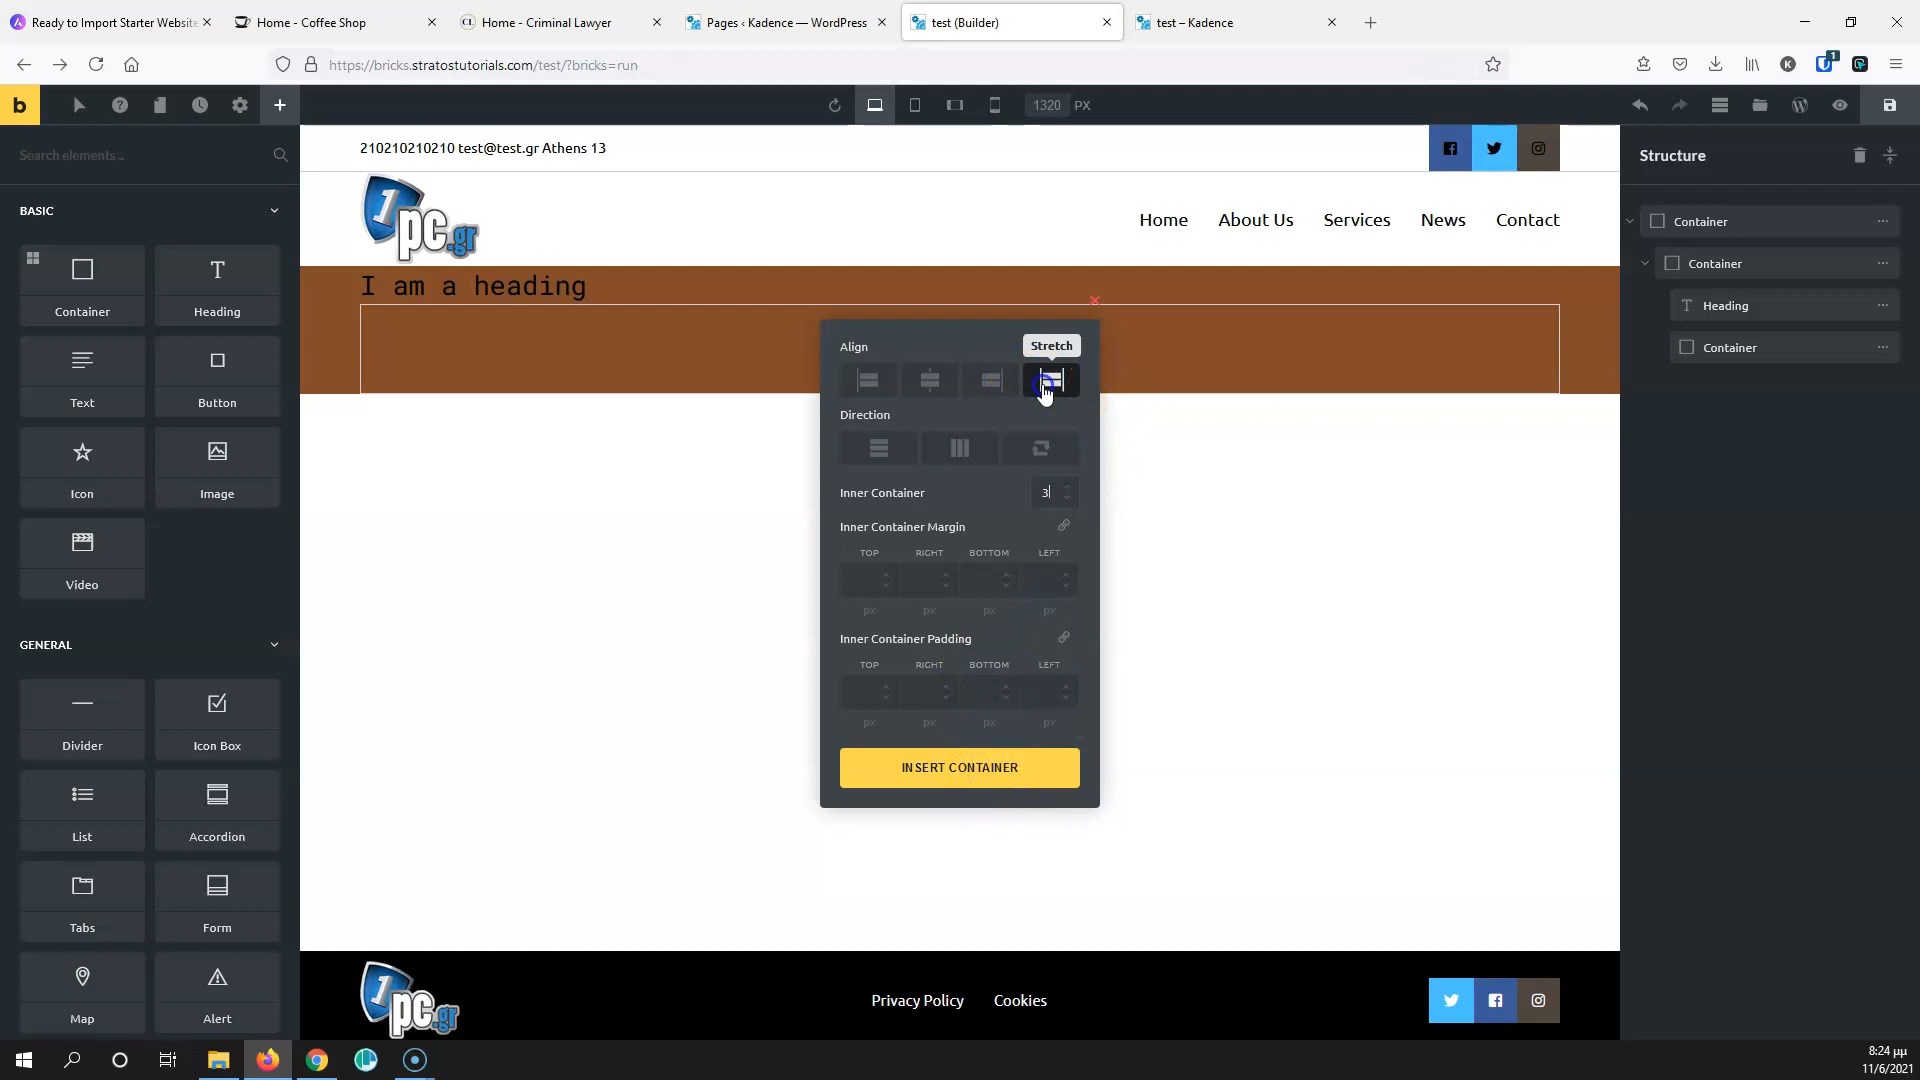 Ready to Import Starter Website
Home - Coffee Shop
Home - Criminal Lawyer
Pages ‹ Kadence — WordPress
test (Builder)
test – Kadence
https://bricks.stratostutorials.com/test/?bricks=run
K
1
b
1320 PX
Search elements ...
BASIC
Container
Heading
Text
Button
Icon
Image
Video
GENERAL
Divider
Icon Box
List
Accordion
Tabs
Form
Map
Alert
210210210210 test@test.gr Athens 13
1pc.gr
Home
About Us
Services
News
Contact
I am a heading
Align
Stretch
Direction
Inner Container
3
Inner Container Margin
TOP RIGHT BOTTOM LEFT
px px px px
Inner Container Padding
TOP RIGHT BOTTOM LEFT
px px px px
INSERT CONTAINER
1pc.gr
Privacy Policy
Cookies
Structure
Container
Container
Heading
Container
8:24 μμ
11/6/2021